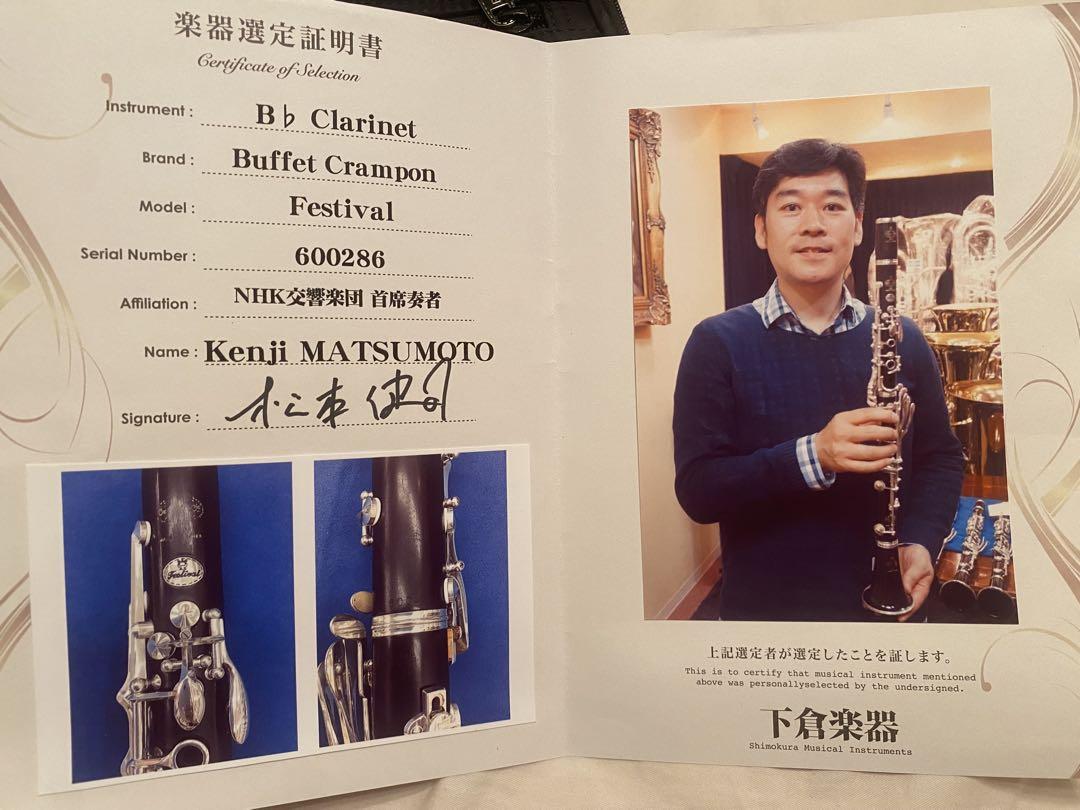 楽器選定証明書
Certificate of Selection
Instrument : B♭ Clarinet
Brand : Buffet Crampon
Model : Festival
Serial Number : 600286
Affiliation : NHK交響楽団 首席奏者
Name : Kenji MATSUMOTO
Signature : 松本健司
Festival
上記選定者が選定したことを証します。
This is to certify that musical instrument mentioned
above was personallyselected by the undersigned.
下倉楽器
Shimokura Musical Instruments